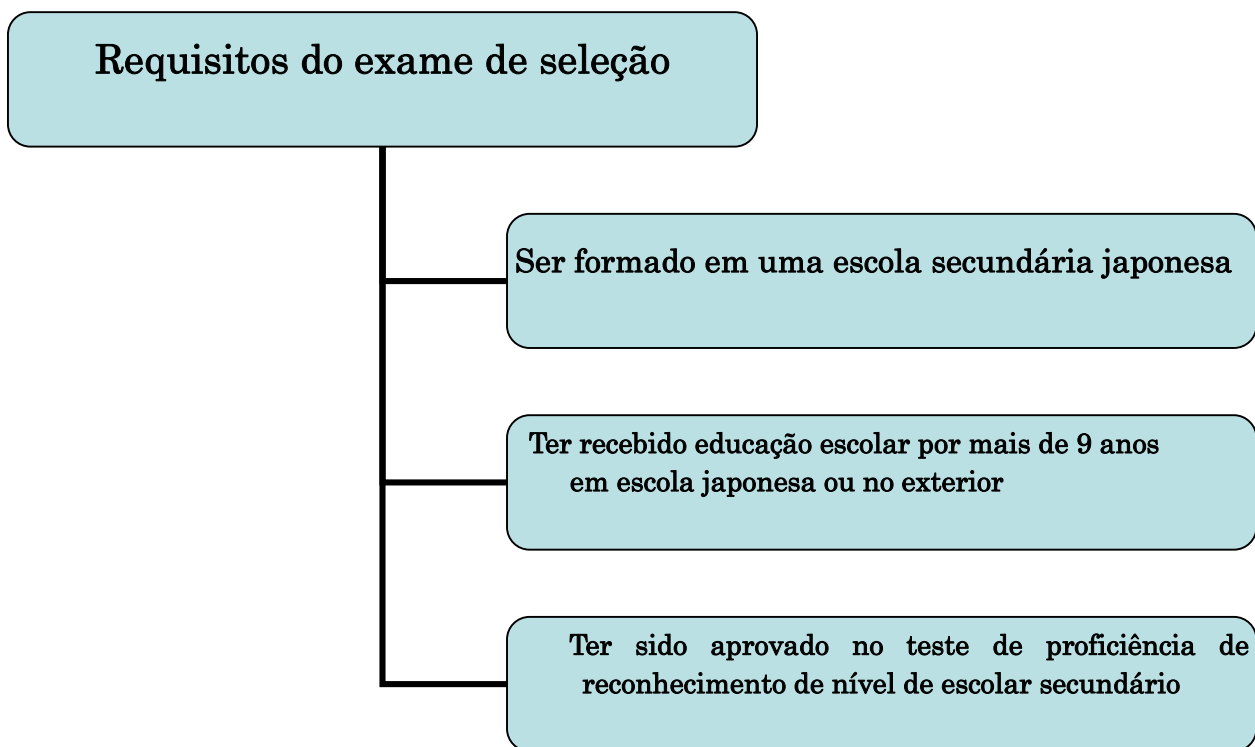 Requisitos do exame de seleção
Ser formado em uma escola secundária japonesa
Ter recebido educação escolar por mais de 9 anos
em escola japonesa ou no exterior
Ter sido aprovado no teste de proficiência de
reconhecimento de nível de escolar secundário